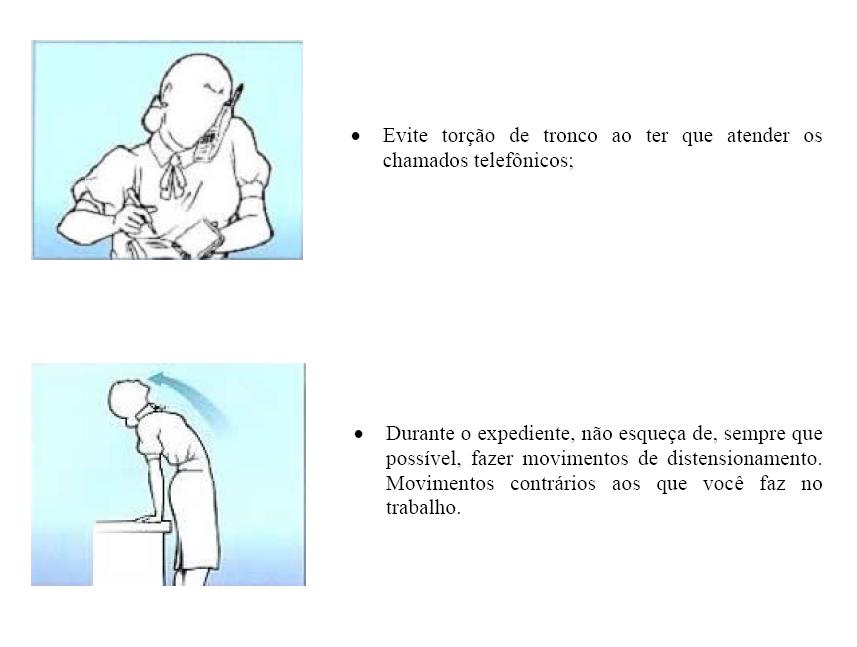 • Evite torção de tronco ao ter que atender os
chamados telefônicos;
• Durante o expediente, não esqueça de, sempre que
possível, fazer movimentos de distensionamento.
Movimentos contrários aos que você faz no
trabalho.